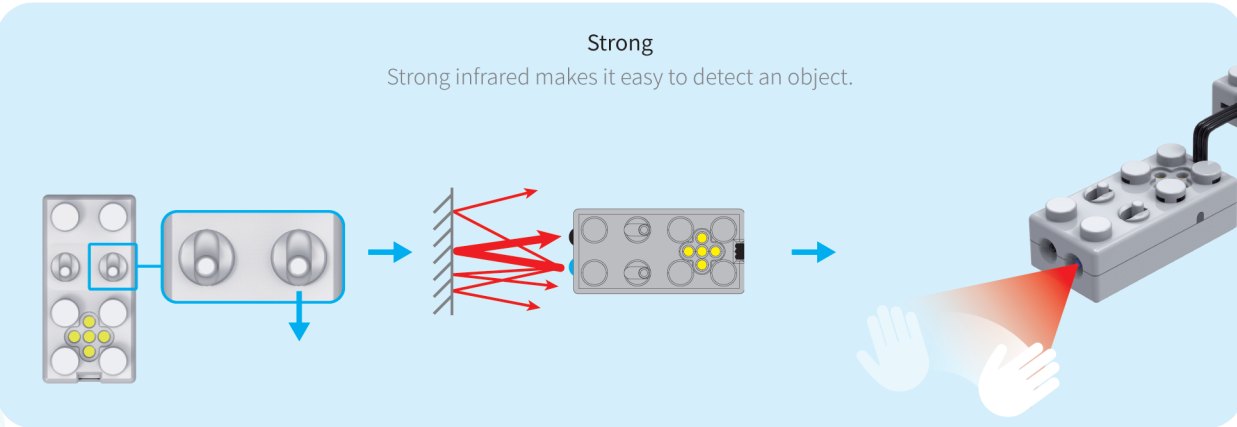 Strong
Strong infrared makes it easy to detect an object.